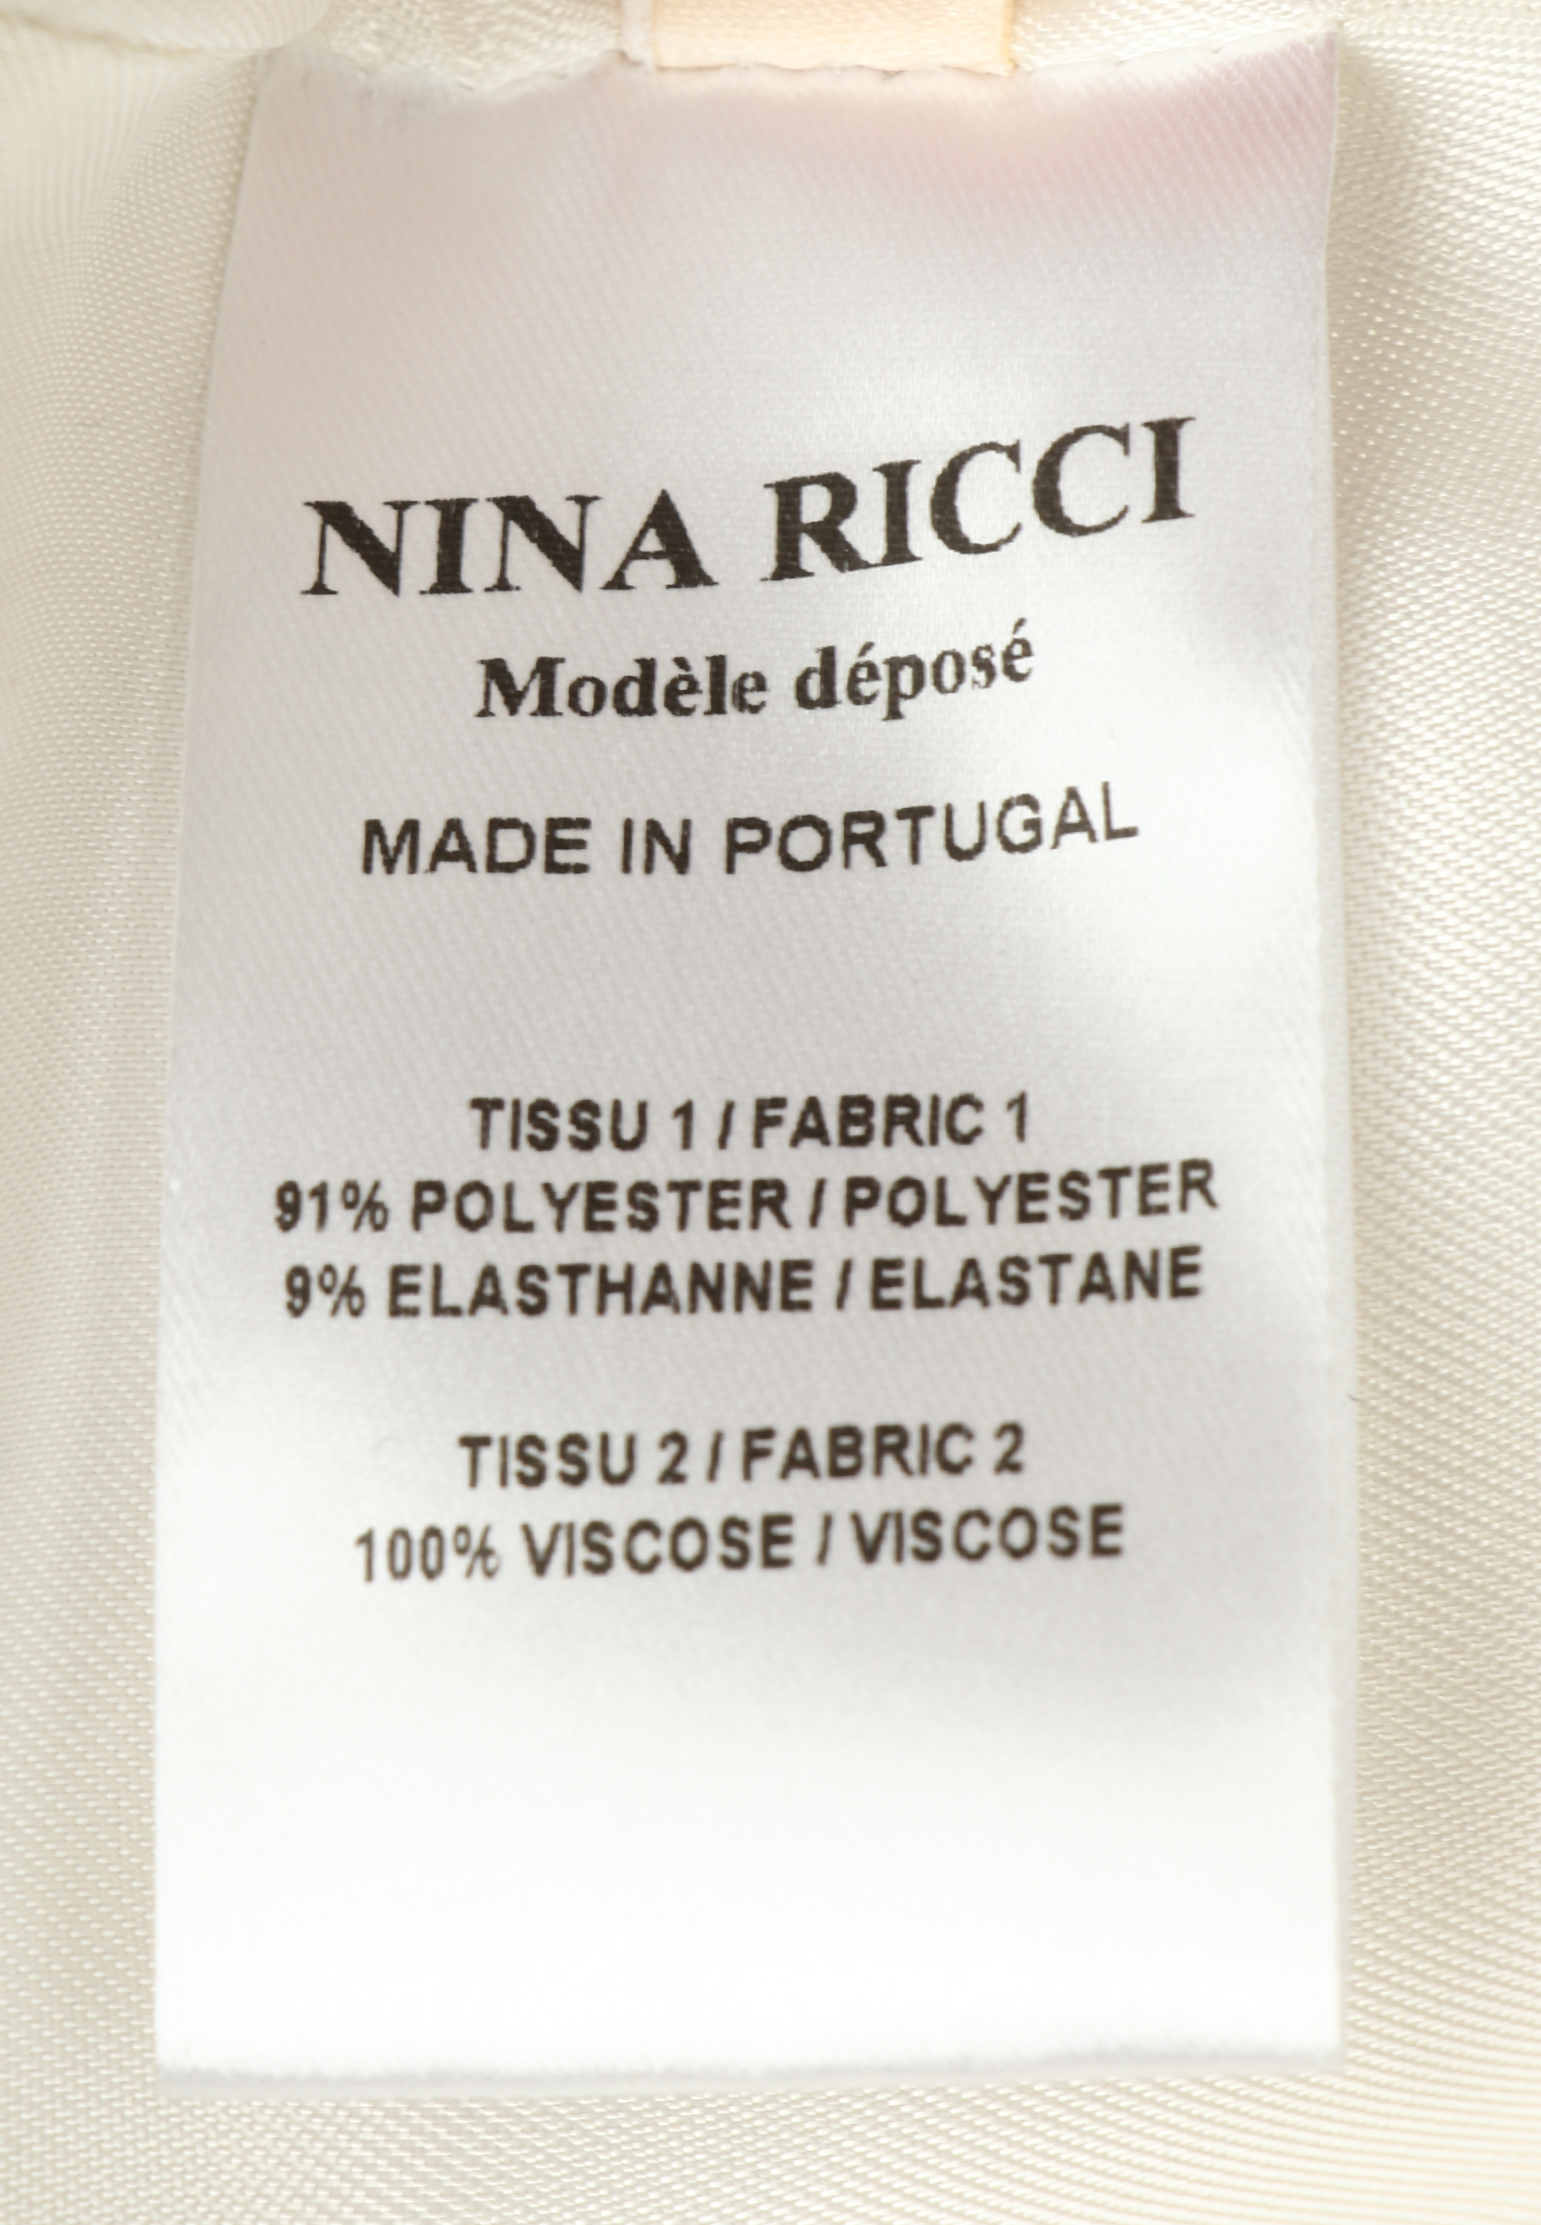 NINA RICCI
Modèle déposé
MADE IN PORTUGAL
TISSU 1 / FABRIC 1
91% POLYESTER / POLYESTER
9% ELASTHANNE / ELASTANE
TISSU 2 / FABRIC 2
100% VISCOSE / VISCOSE